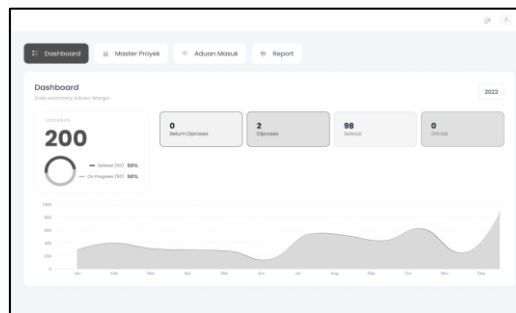 Dashboard
Master Proyek
Aduan Masuk
Report
Dashboard
Data summary Aduan Warga
2022
Total Aduan
200
Selesai (50) 50%
On Progress (50) 50%
0
Belum Diproses
2
Diproses
98
Selesai
0
Ditolak
1000
800
600
400
200
0
Jan Feb Mar Apr Mei Jun Jul Aug Sep Oct Nov Des